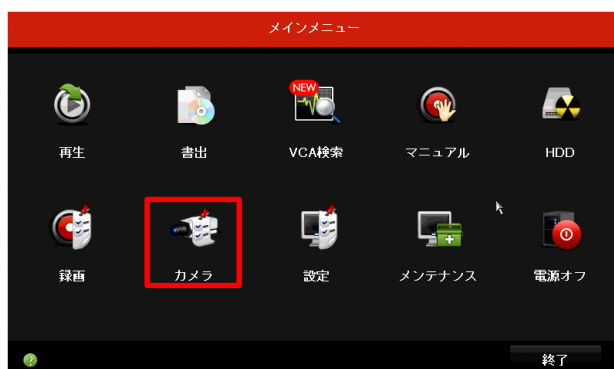 メインメニュー
NEW
再生
書出
VCA検索
マニュアル
HDD
録画
カメラ
設定
メンテナンス
電源オフ
?
終了